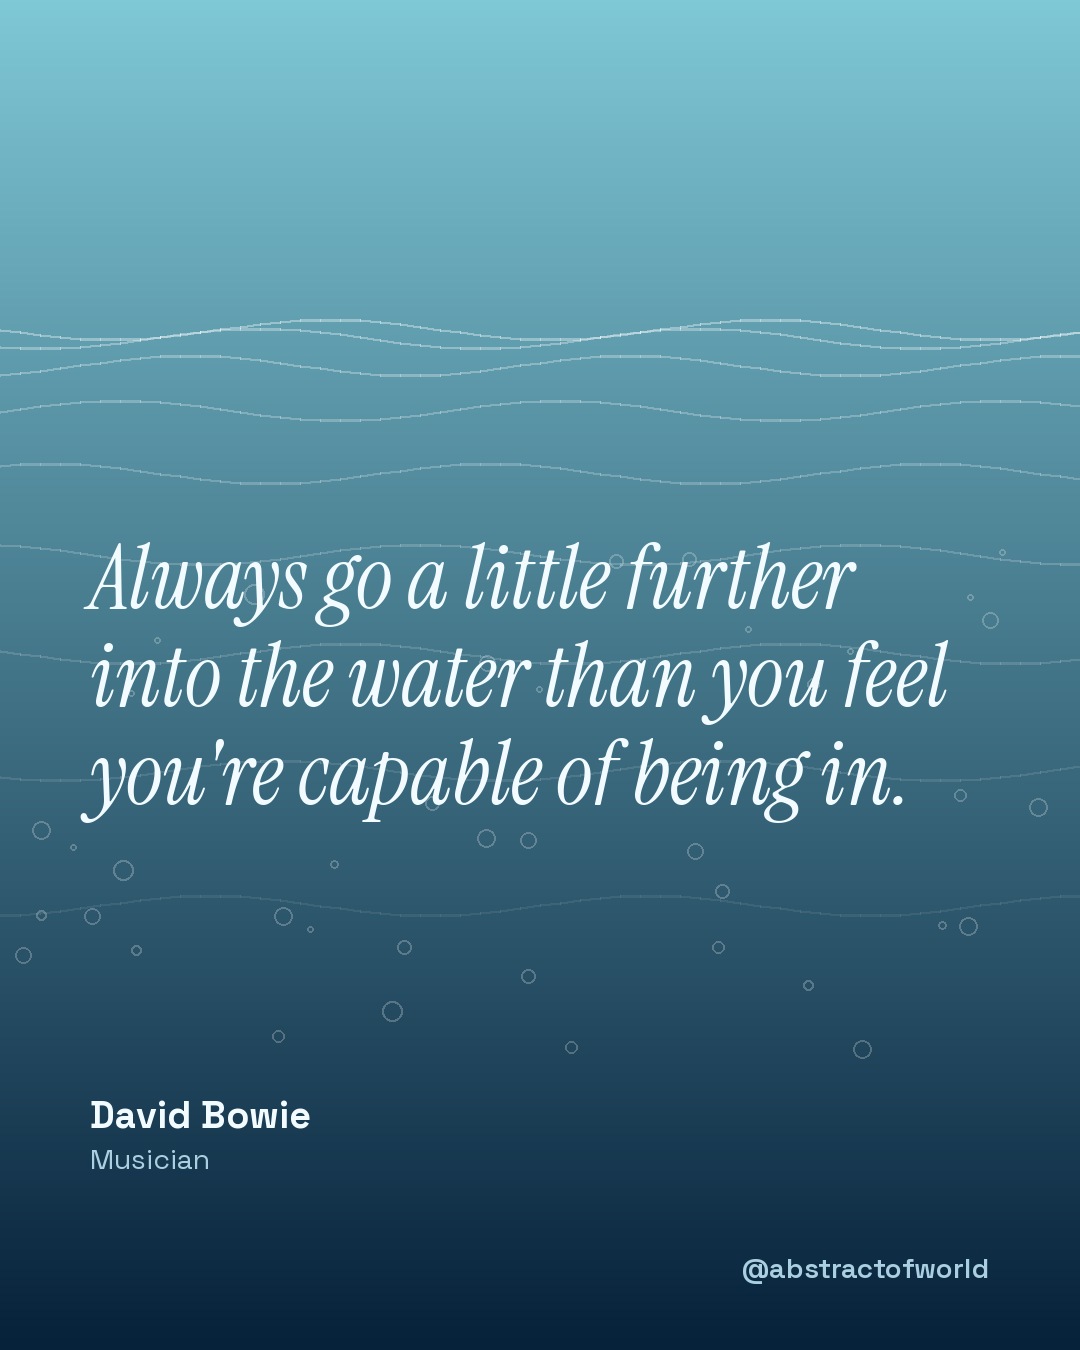 Always go a little further
into the water than you feel
you're capable of being in.
David Bowie
Musician
@abstractofworld